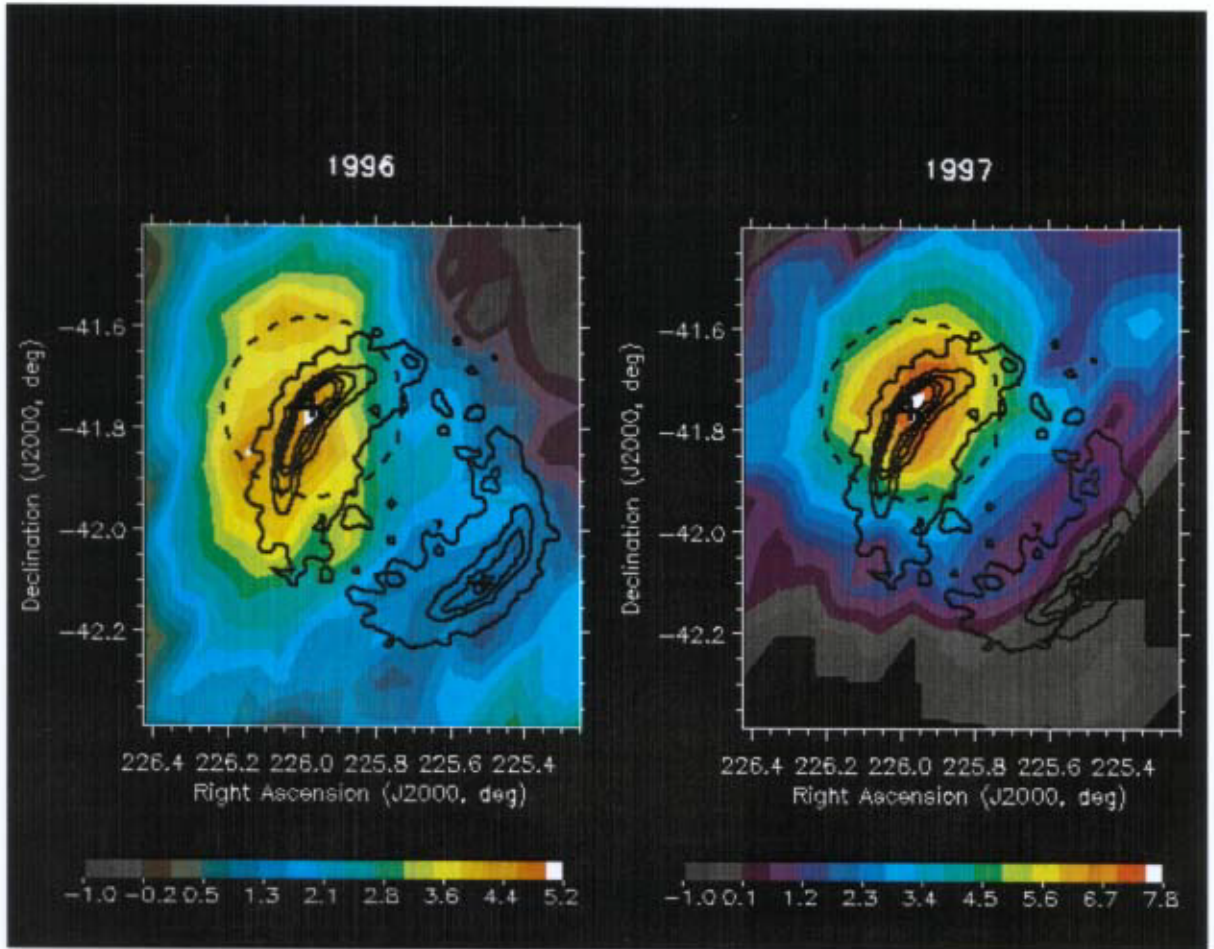 1996
1997
Declination (J2000, deg)
-41.6
-41.8
-42.0
-42.2
226.4 226.2 226.0 225.8 225.6 225.4
Right Ascension (J2000, deg)
-1.0 -0.2 0.5 1.3 2.1 2.8 3.6 4.4 5.2
Declination (J2000, deg)
-41.6
-41.8
-42.0
-42.2
226.4 226.2 226.0 225.8 225.6 225.4
Right Ascension (J2000, deg)
-1.0 0.1 1.2 2.3 3.4 4.5 5.6 6.7 7.8